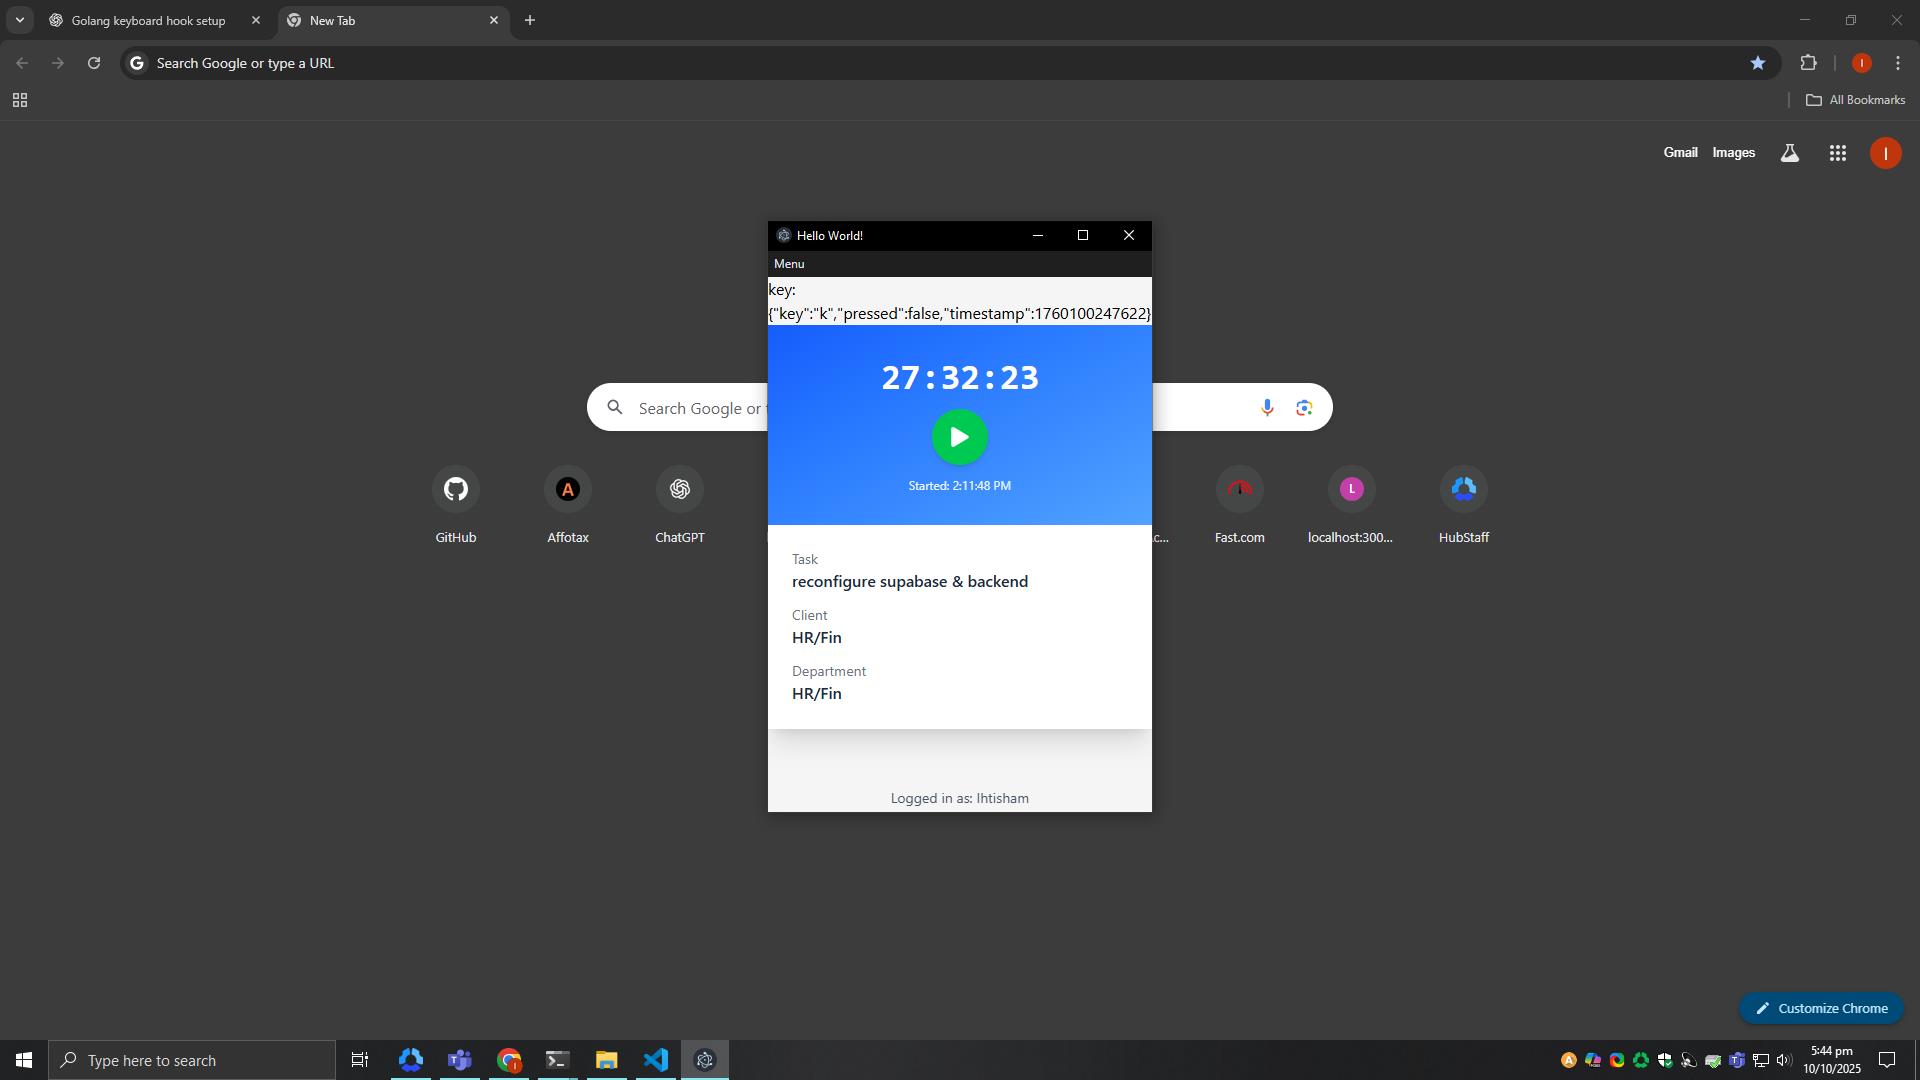 Golang keyboard hook setup
New Tab
Search Google or type a URL
All Bookmarks
Gmail Images
I
Hello World!
Menu
key:
{"key":"k","pressed":false,"timestamp":1760100247622}
27:32:23
Started: 2:11:48 PM
Search Google or
GitHub
Affotax
ChatGPT
.c...
Fast.com
localhost:300...
HubStaff
Task
reconfigure supabase & backend
Client
HR/Fin
Department
HR/Fin
Logged in as: Ihtisham
Customize Chrome
Type here to search
5:44 pm
10/10/2025